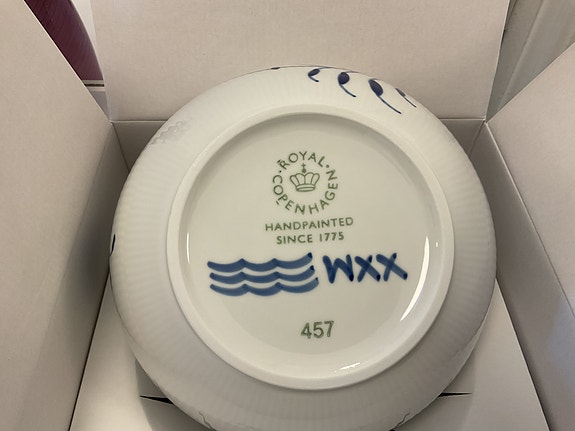 ROYAL
COPENHAGEN
HANDPAINTED
SINCE 1775
WXX
457